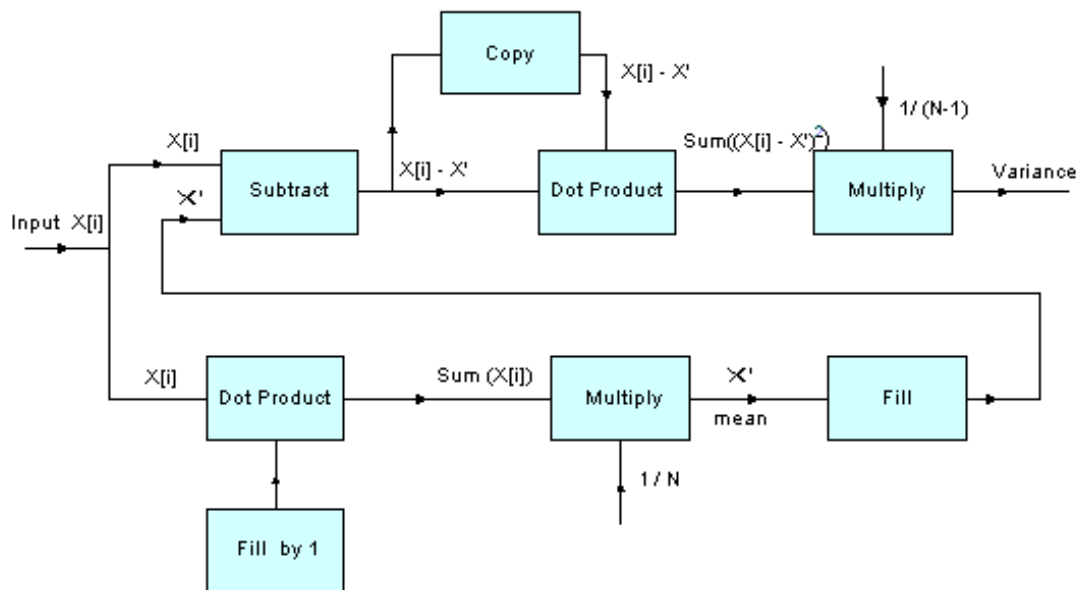 Copy
X[i] - X'
1/ (N-1)
X[i]
Sum((X[i] - X')2)
X'
Subtract
X[i] - X'
Dot Product
Multiply
Variance
Input X[i]
X[i]
Dot Product
Sum (X[i])
Multiply
X'
mean
Fill
1 / N
Fill by 1